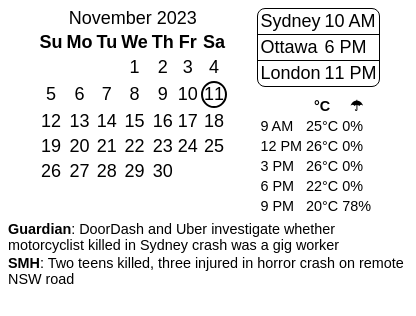 November 2023
Su Mo Tu We Th Fr Sa
1 2 3 4
5 6 7 8 9 10 11
12 13 14 15 16 17 18
19 20 21 22 23 24 25
26 27 28 29 30
Sydney 10 AM
Ottawa 6 PM
London 11 PM
°C ☂
9 AM 25°C 0%
12 PM 26°C 0%
3 PM 26°C 0%
6 PM 22°C 0%
9 PM 20°C 78%
Guardian: DoorDash and Uber investigate whether
motorcyclist killed in Sydney crash was a gig worker
SMH: Two teens killed, three injured in horror crash on remote
NSW road